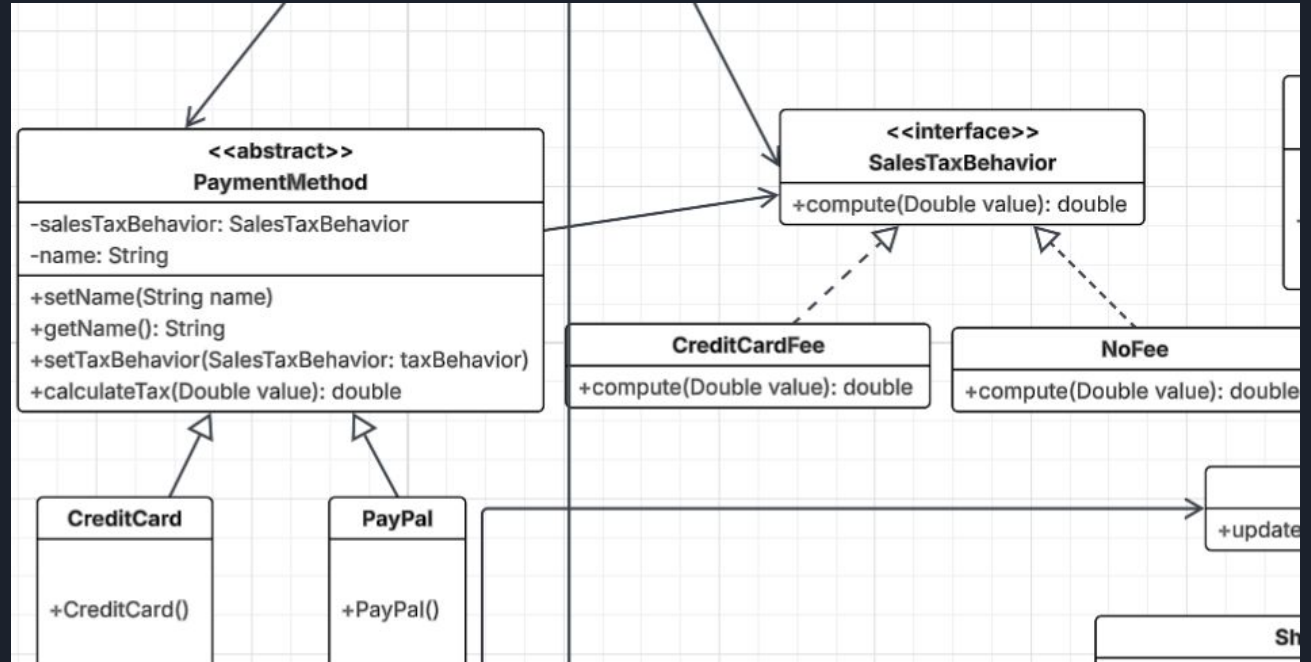 <<abstract>>
PaymentMethod
-salesTaxBehavior: SalesTaxBehavior
-name: String
+setName(String name)
+getName(): String
+setTaxBehavior(SalesTaxBehavior: taxBehavior)
+calculateTax(Double value): double
<<interface>>
SalesTaxBehavior
+compute(Double value): double
CreditCardFee
+compute(Double value): double
NoFee
+compute(Double value): double
CreditCard
+CreditCard()
PayPal
+PayPal()
+update
Sh